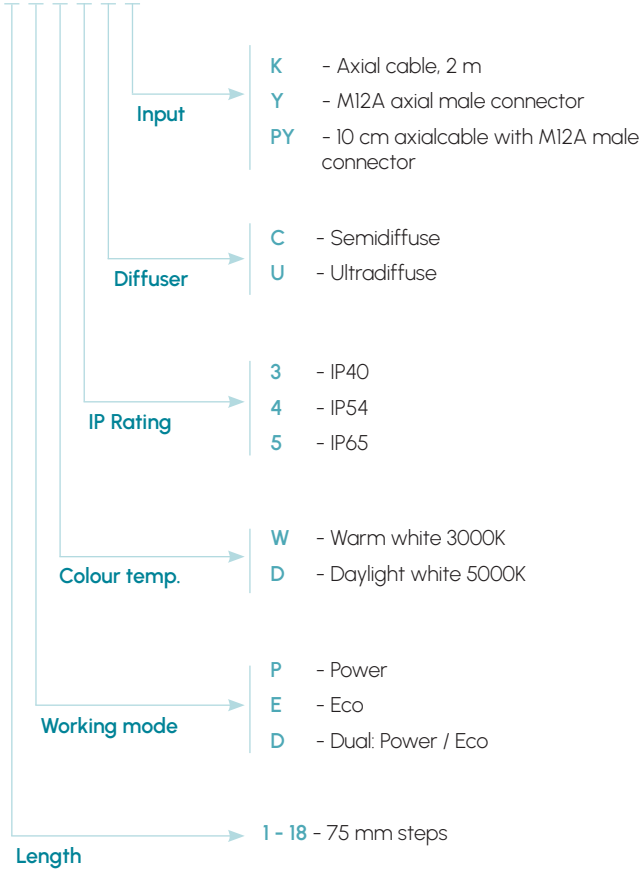 K - Axial cable, 2 m
Y - M12A axial male connector
Input
PY - 10 cm axialcable with M12A male
connector
C - Semidiffuse
Diffuser
U - Ultradiffuse
3 - IP40
4 - IP54
IP Rating
5 - IP65
W - Warm white 3000K
Colour temp.
D - Daylight white 5000K
P - Power
E - Eco
Working mode
D - Dual: Power / Eco
1 - 18 - 75 mm steps
Length